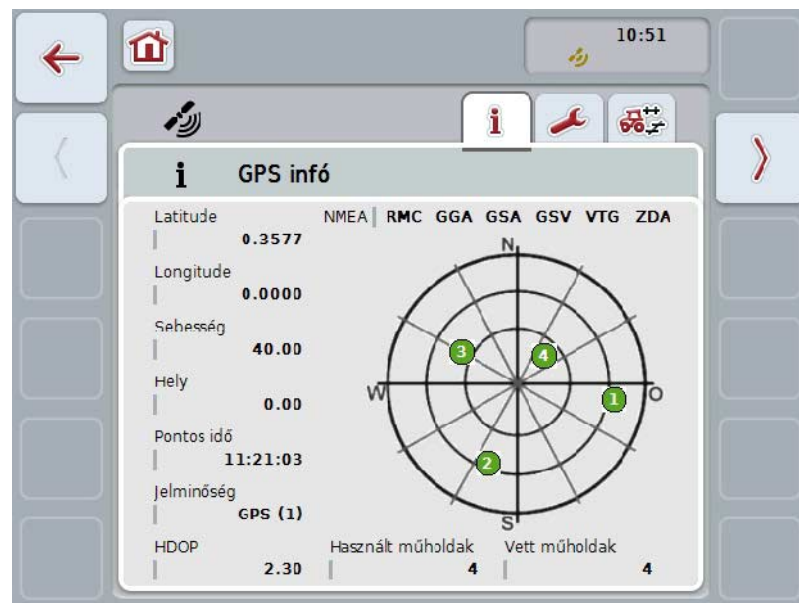 10:51
i
i GPS infó
Latitude
0.3577
Longitude
0.0000
Sebesség
40.00
Hely
0.00
Pontos idő
11:21:03
Jelminőség
GPS (1)
HDOP
2.30
NMEA RMC GGA GSA GSV VTG ZDA
N
3
4
W
O
1
2
S
Használt műholdak
4
Vett műholdak
4